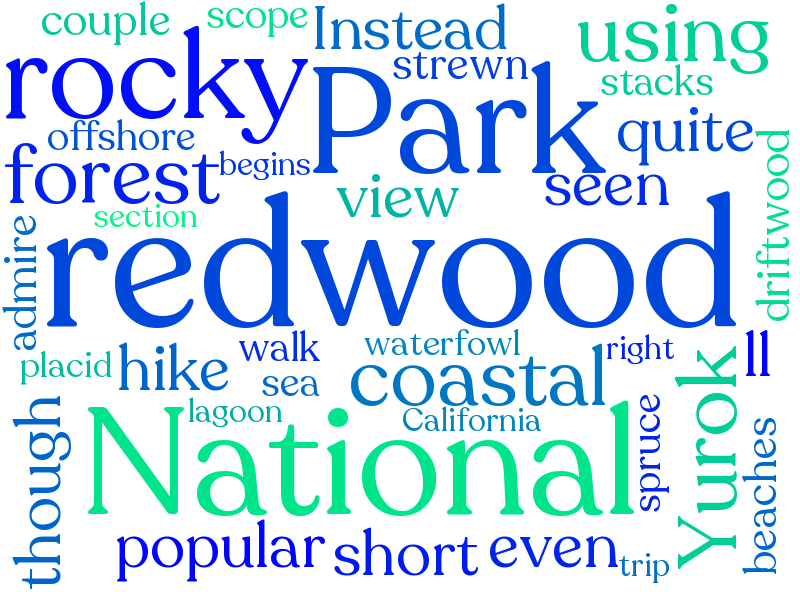 couple
scope
Instead
using
rocky
strewn
Park
stacks
offshore
quite
forest
begins
seen
driftwood
view
section
admire
redwood
placid
hike
walk
waterfowl
right
ll
sea
coastal
lagoon
California
National
spruce
Yurok
though
beaches
popular
short
even
trip